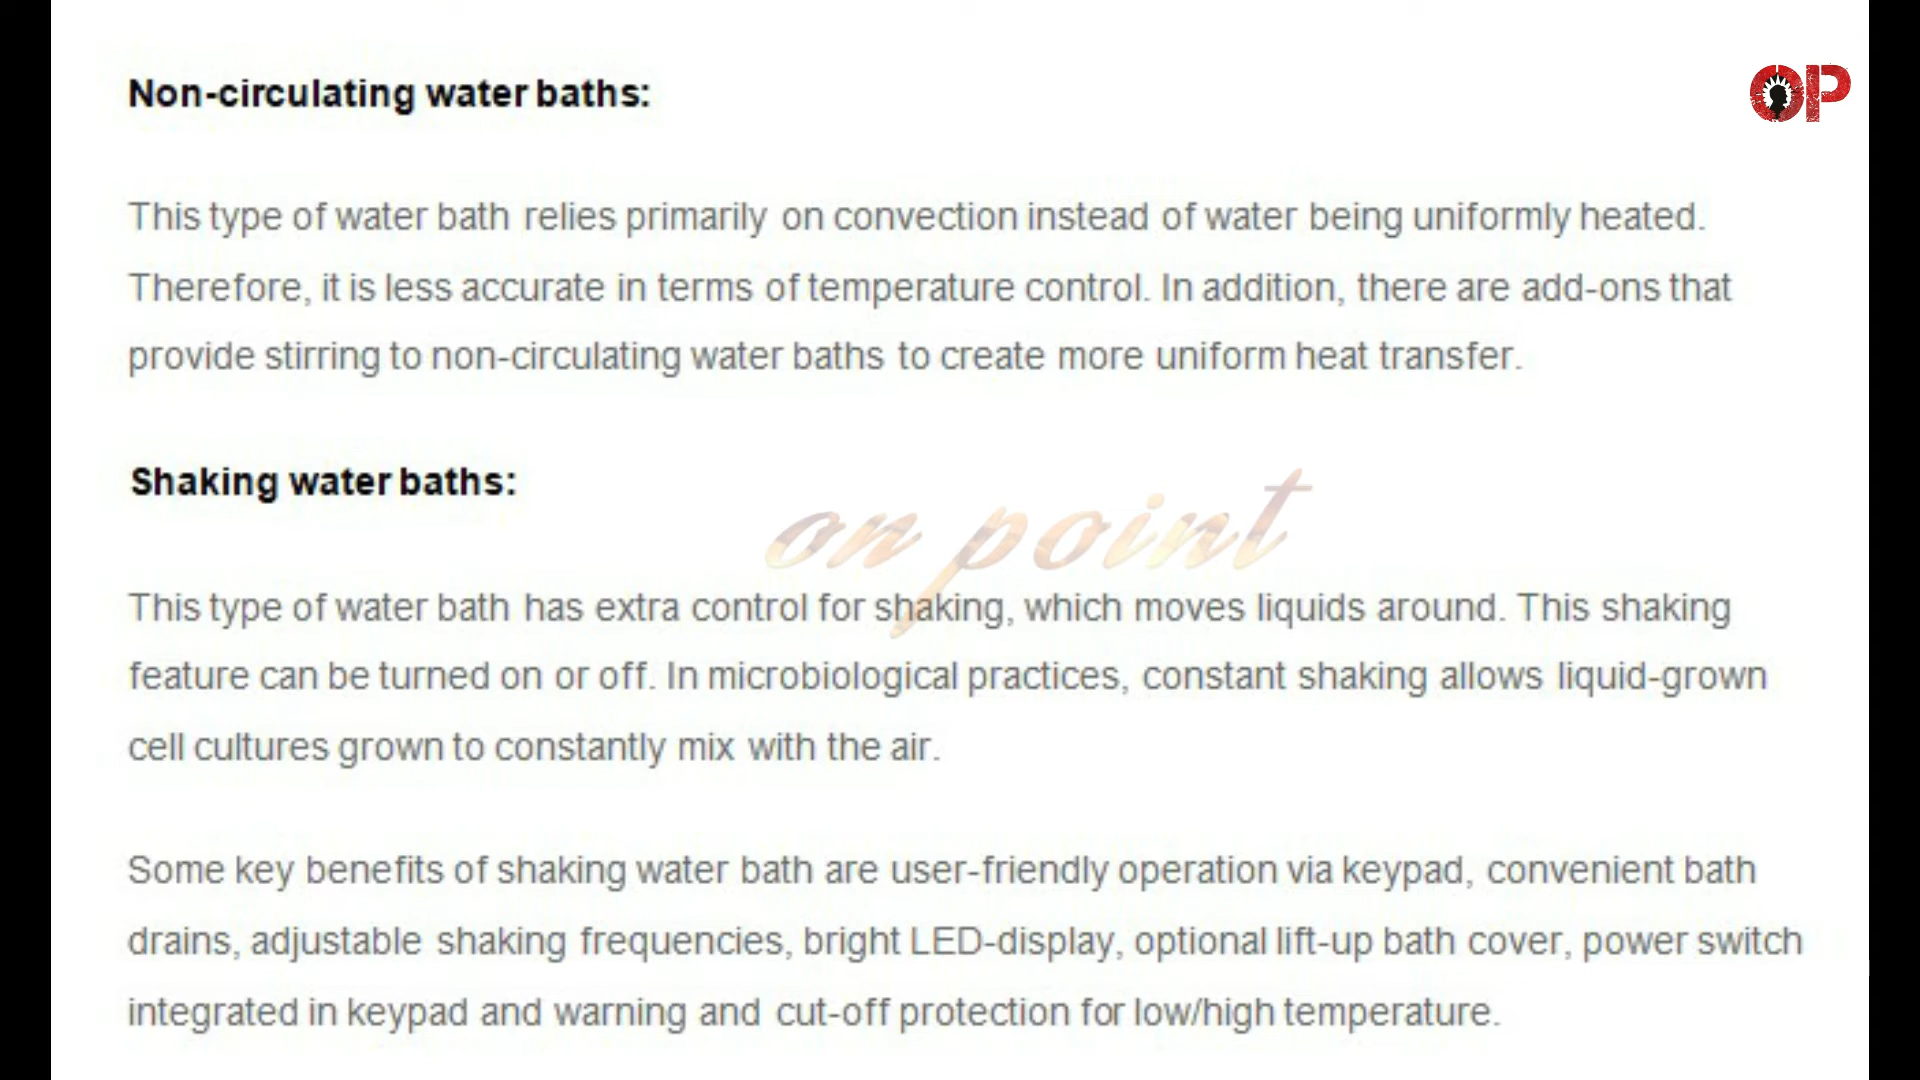 Non-circulating water baths:
OP
This type of water bath relies primarily on convection instead of water being uniformly heated.
Therefore, it is less accurate in terms of temperature control. In addition, there are add-ons that
provide stirring to non-circulating water baths to create more uniform heat transfer.
Shaking water baths:
on point
This type of water bath has extra control for shaking, which moves liquids around. This shaking
feature can be turned on or off. In microbiological practices, constant shaking allows liquid-grown
cell cultures grown to constantly mix with the air.
Some key benefits of shaking water bath are user-friendly operation via keypad, convenient bath
drains, adjustable shaking frequencies, bright LED-display, optional lift-up bath cover, power switch
integrated in keypad and warning and cut-off protection for low/high temperature.